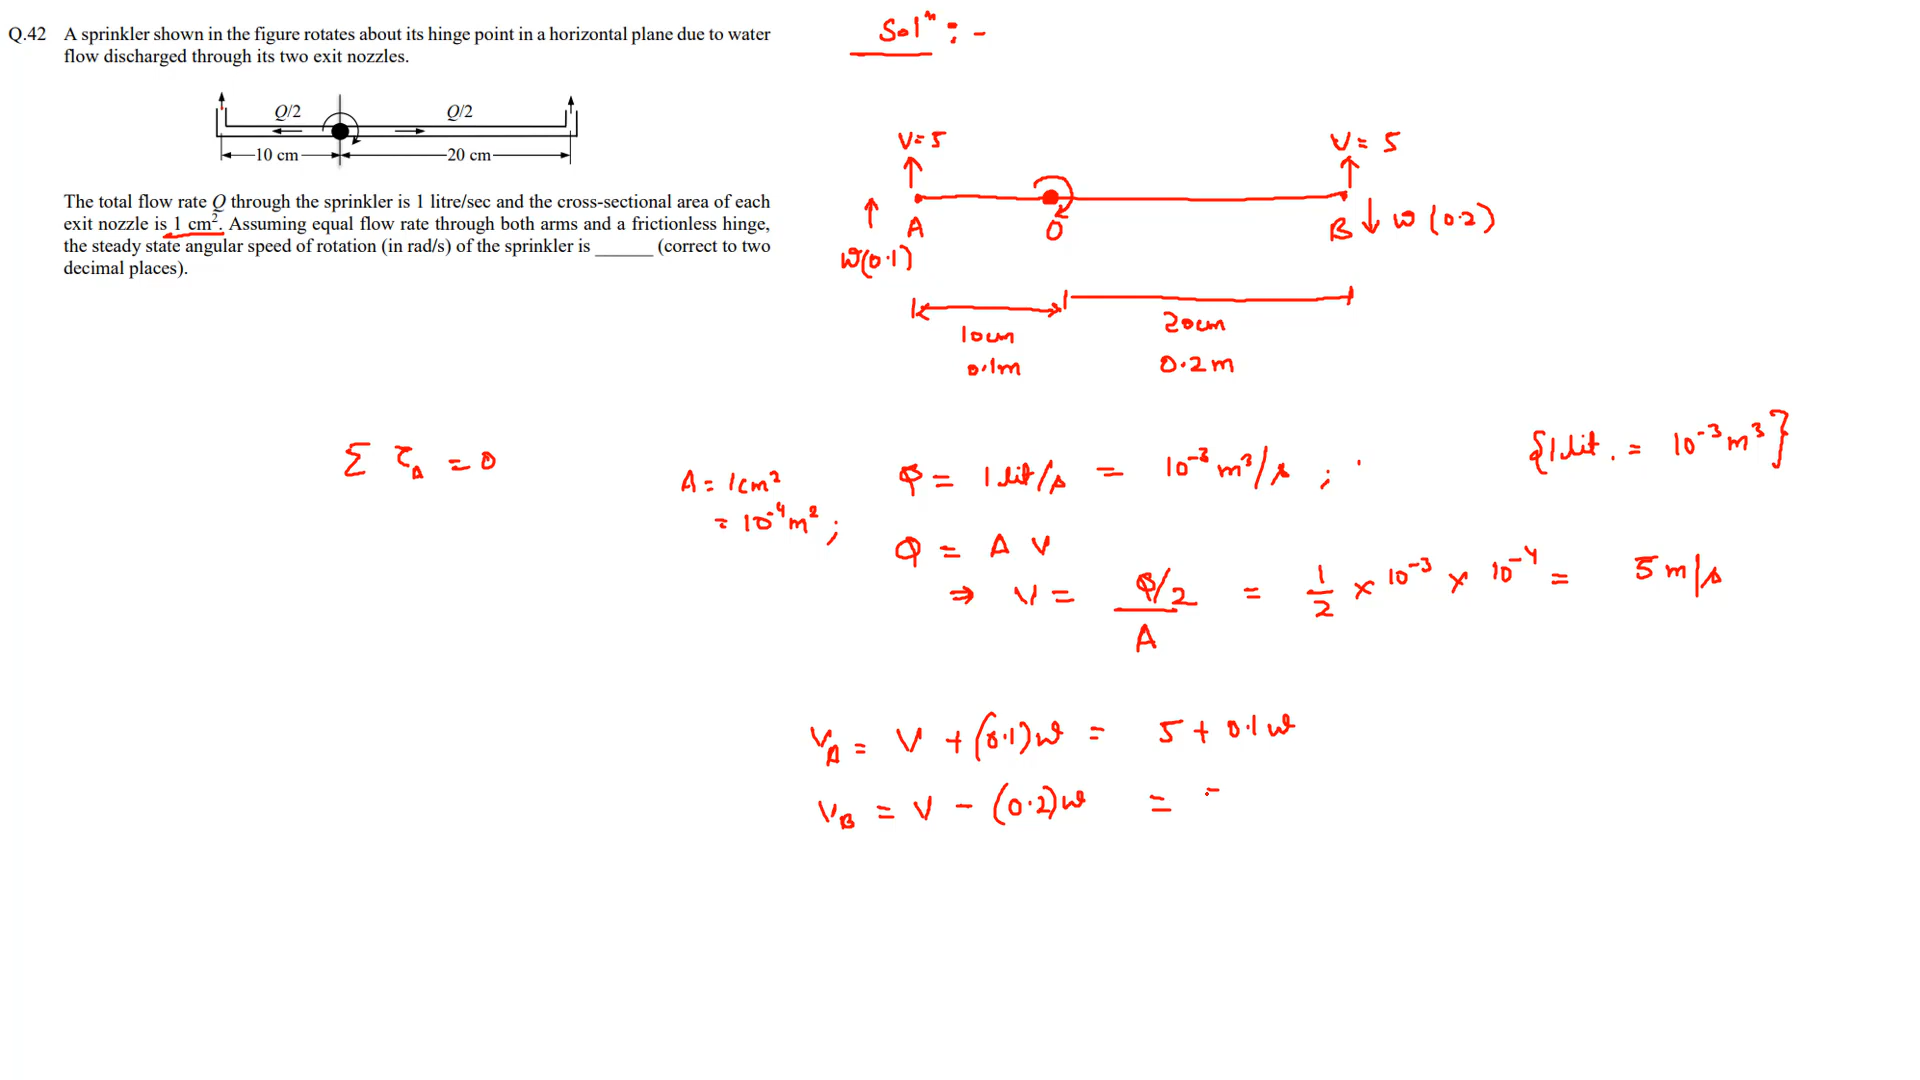 Q.42 A sprinkler shown in the figure rotates about its hinge point in a horizontal plane due to water
flow discharged through its two exit nozzles.
Q/2
Q/2
10 cm
20 cm
The total flow rate Q through the sprinkler is 1 litre/sec and the cross-sectional area of each
exit nozzle is 1 cm². Assuming equal flow rate through both arms and a frictionless hinge,
the steady state angular speed of rotation (in rad/s) of the sprinkler is ______ (correct to two
decimal places).
Solⁿ :-
V = 5
V = 5
A
O
B
ω(0.2)
ω(0.1)
10cm
0.1m
20cm
0.2m
Σ τ_A = 0
A = 1cm²
= 10⁻⁴m² ;
Q = 1 lit/s = 10⁻³ m³/s ;
{1 lit. = 10⁻³ m³}
Q = A V
⇒ V = (Q/2)/A = 1/2 × 10⁻³ × 10⁻⁴ = 5 m/s
V_A = V + (0.1)ω = 5 + 0.1ω
V_B = V - (0.2)ω =